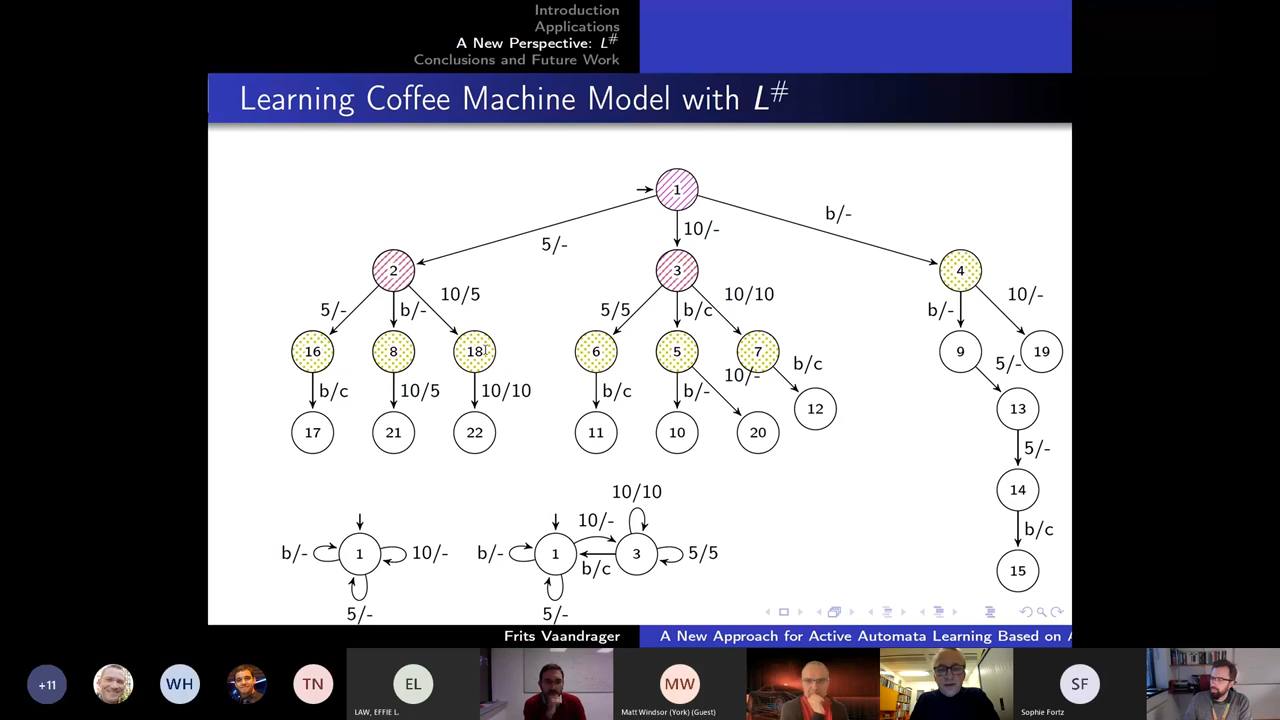 Introduction
Applications
A New Perspective: L#
Conclusions and Future Work
Learning Coffee Machine Model with L#
1
b/-
10/-
5/-
2
3
4
5/-
b/-
10/5
5/5
b/c
10/10
b/-
10/-
16
8
18
6
5
7
9
19
b/c
10/5
10/10
b/c
b/-
10/-
b/c
5/-
17
21
22
11
10
20
12
13
5/-
14
b/c
15
10/10
10/-
b/-
1
10/-
b/-
1
3
5/5
b/c
5/-
5/-
Frits Vaandrager
A New Approach for Active Automata Learning Based on A
+11
WH
TN
EL
MW
SF
LAW, EFFIE L.
Matt Windsor (York) (Guest)
Sophie Fortz